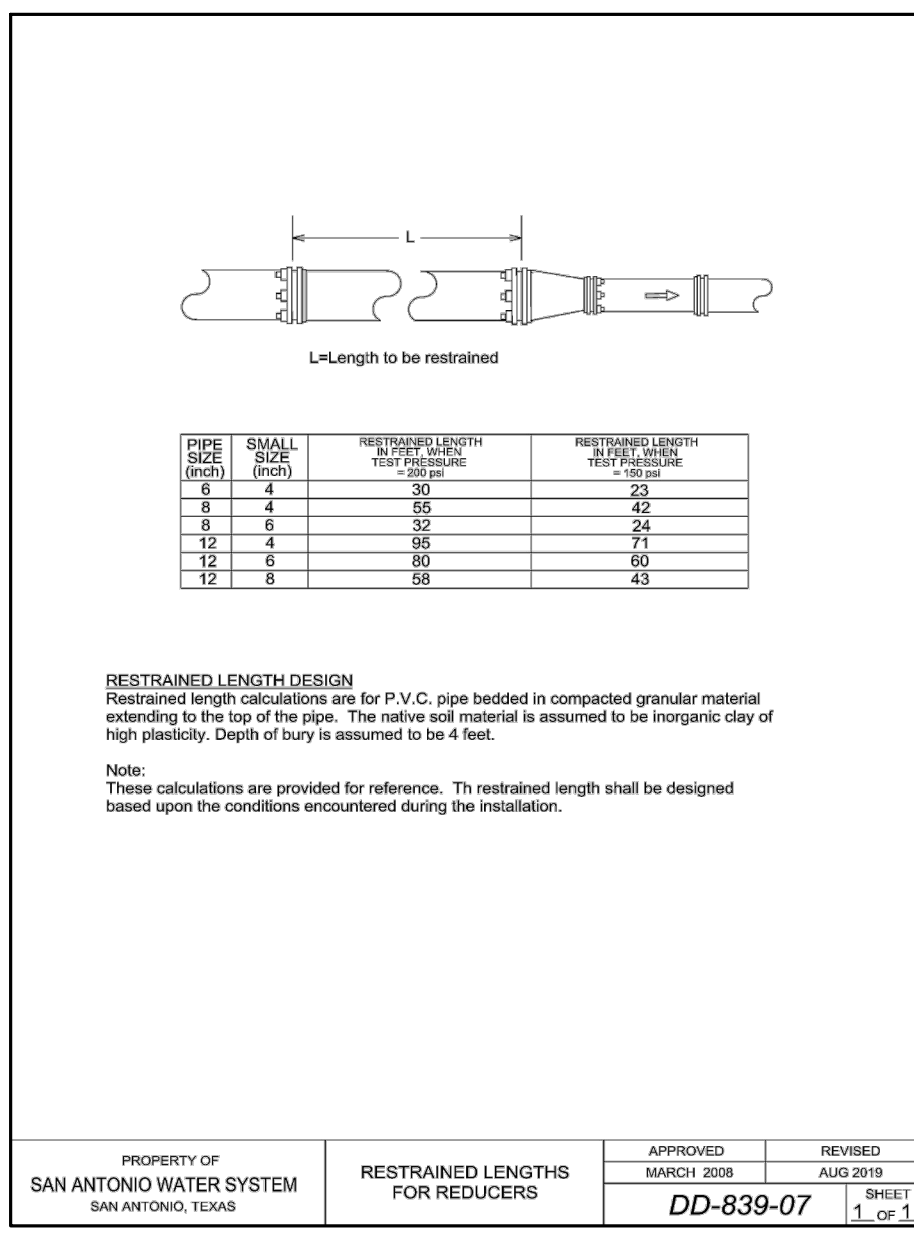 L
L=Length to be restrained
PIPE SIZE (inch) SMALL SIZE (inch) RESTRAINED LENGTH IN FEET, WHEN TEST PRESSURE = 200 psi RESTRAINED LENGTH IN FEET, WHEN TEST PRESSURE = 150 psi
6 4 30 23
8 4 55 42
8 6 32 24
12 4 95 71
12 6 80 60
12 8 58 43
RESTRAINED LENGTH DESIGN
Restrained length calculations are for P.V.C. pipe bedded in compacted granular material
extending to the top of the pipe. The native soil material is assumed to be inorganic clay of
high plasticity. Depth of bury is assumed to be 4 feet.
Note:
These calculations are provided for reference. Th restrained length shall be designed
based upon the conditions encountered during the installation.
PROPERTY OF
SAN ANTONIO WATER SYSTEM
SAN ANTONIO, TEXAS
RESTRAINED LENGTHS
FOR REDUCERS
APPROVED REVISED
MARCH 2008 AUG 2019
DD-839-07
SHEET
1 OF 1